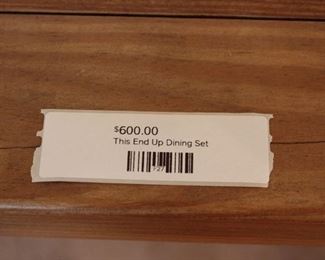 $600.00
This End Up Dining Set